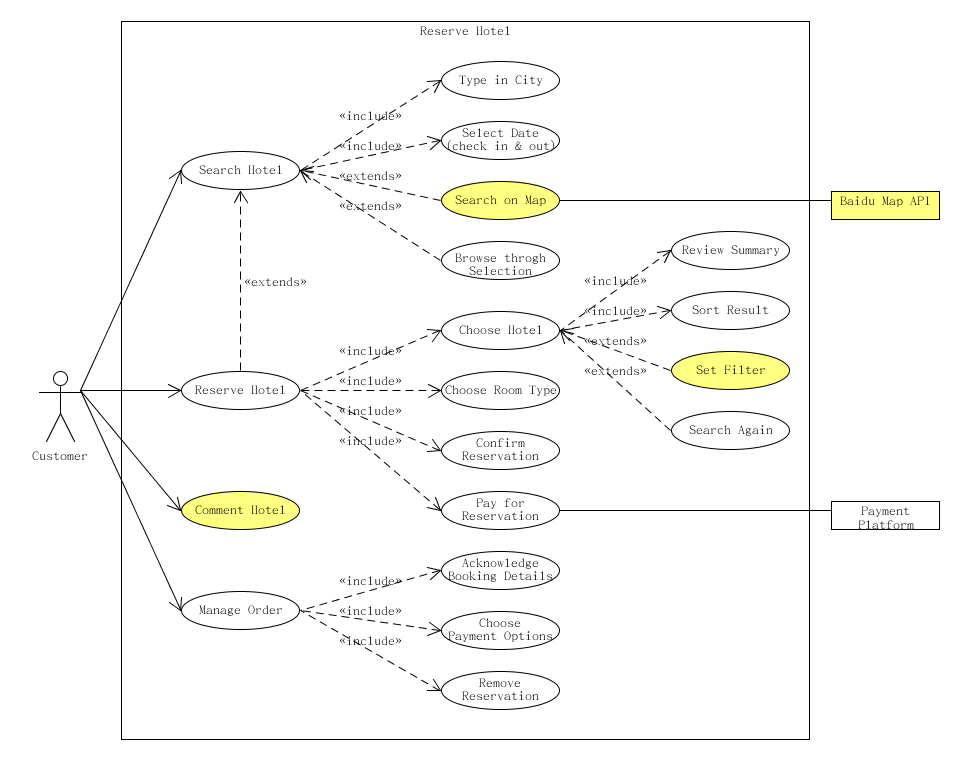 Reserve Hotel
Type in City
«include»
Select Date
(check in & out)
«include»
Search Hotel
«extends»
Search on Map
Baidu Map API
«extends»
Browse throgh
Selection
Review Summary
«extends»
«include»
Sort Result
«include»
Choose Hotel
«extends»
«include»
Set Filter
«extends»
Reserve Hotel
«include»
Choose Room Type
«include»
Search Again
Confirm
Reservation
«include»
Customer
Comment Hotel
Pay for
Reservation
Payment
Platform
Acknowledge
Booking Details
«include»
Manage Order
«include»
Choose
Payment Options
«include»
Remove
Reservation